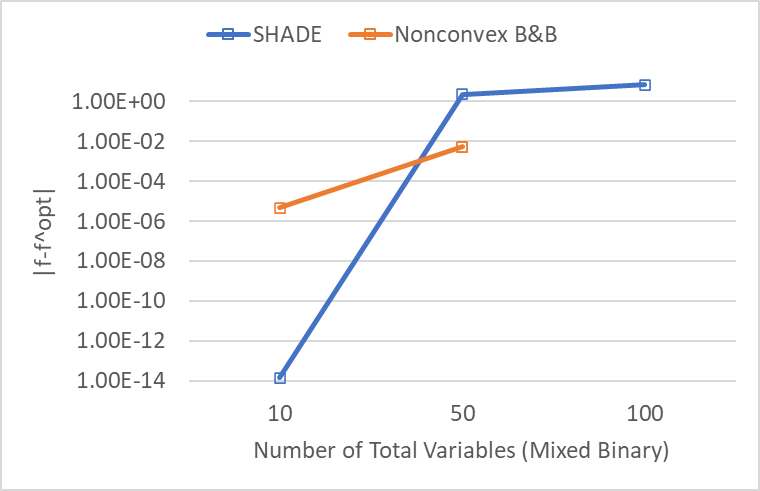 SHADE Nonconvex B&B
1.00E+00
1.00E-02
1.00E-04
1.00E-06
1.00E-08
1.00E-10
1.00E-12
1.00E-14
|f-f^opt|
10 50 100
Number of Total Variables (Mixed Binary)